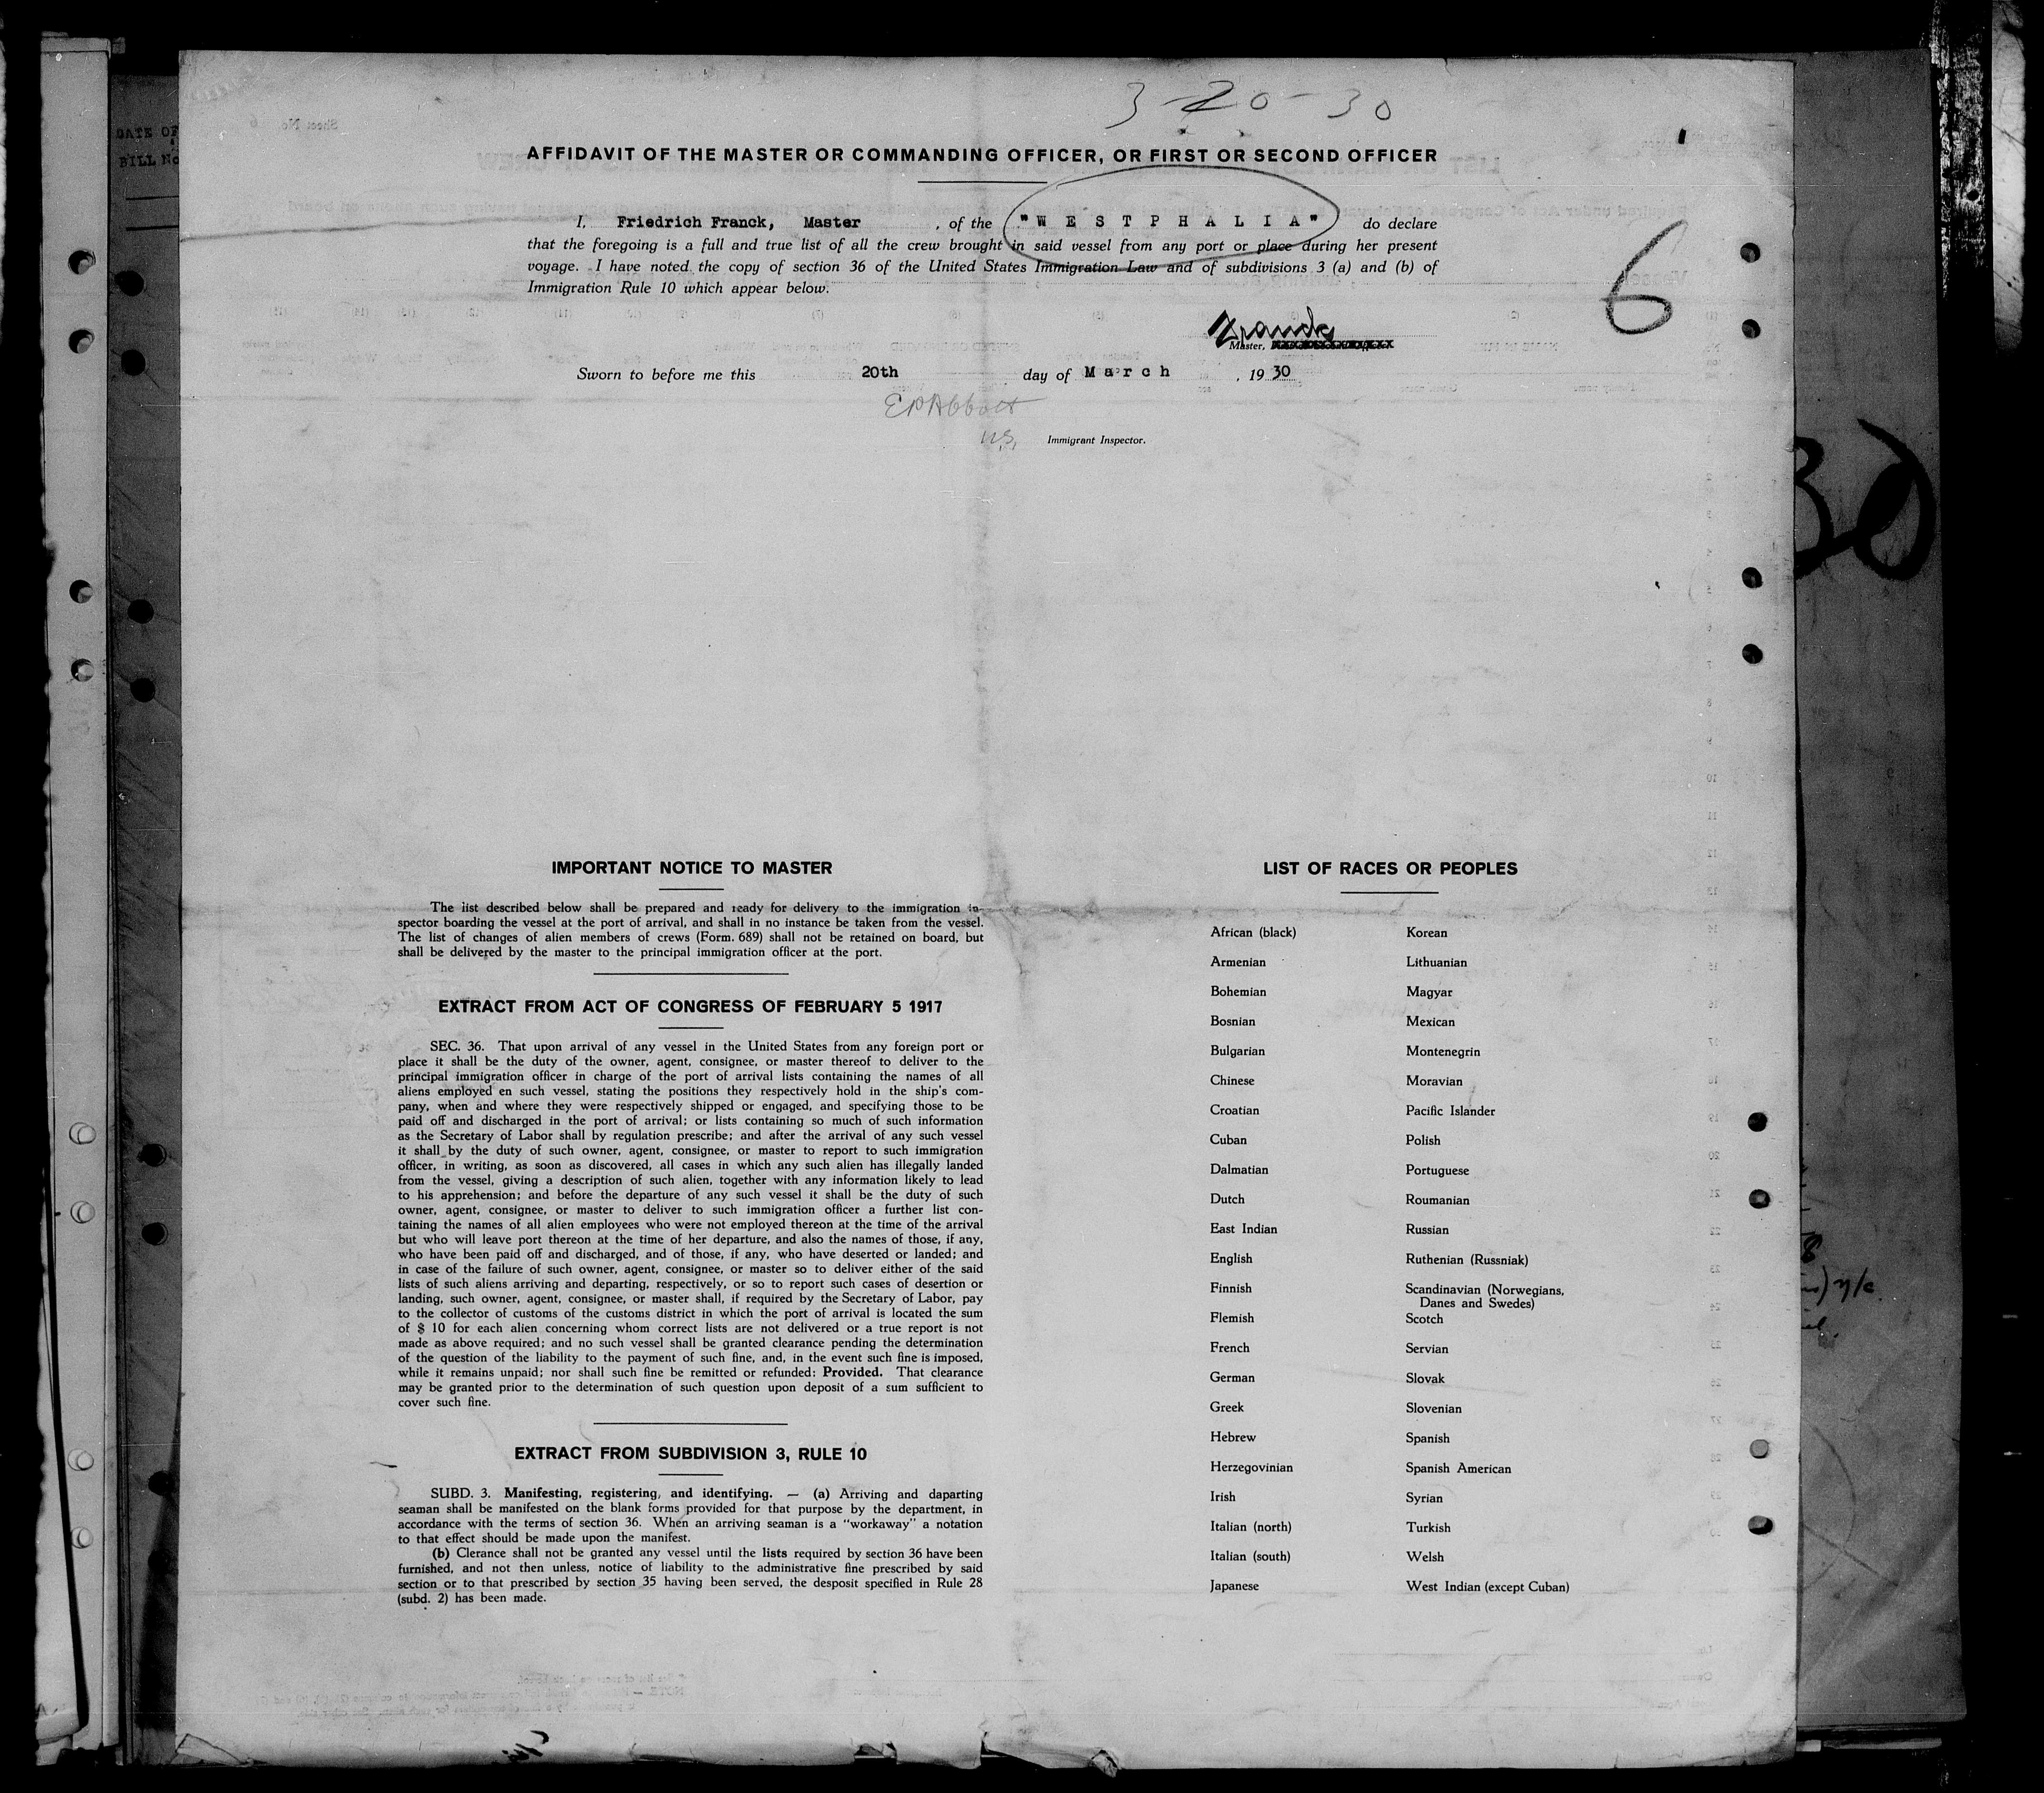 3-20-30
AFFIDAVIT OF THE MASTER OR COMMANDING OFFICER, OR FIRST OR SECOND OFFICER
I, Friedrich Franck, Master , of the "WESTPHALIA" do declare
that the foregoing is a full and true list of all the crew brought in said vessel from any port or place during her present
voyage. I have noted the copy of section 36 of the United States Immigration Law and of subdivisions 3 (a) and (b) of
Immigration Rule 10 which appear below.
6
Master,
Sworn to before me this 20th day of March , 19 30
EPAbbott
U.S. Immigrant Inspector.
DATE OF
BILL No
30
IMPORTANT NOTICE TO MASTER
The list described below shall be prepared and ready for delivery to the immigration in-
spector boarding the vessel at the port of arrival, and shall in no instance be taken from the vessel.
The list of changes of alien members of crews (Form. 689) shall not be retained on board, but
shall be delivered by the master to the principal immigration officer at the port.
EXTRACT FROM ACT OF CONGRESS OF FEBRUARY 5 1917
SEC. 36. That upon arrival of any vessel in the United States from any foreign port or
place it shall be the duty of the owner, agent, consignee, or master thereof to deliver to the
principal immigration officer in charge of the port of arrival lists containing the names of all
aliens employed en such vessel, stating the positions they respectively hold in the ship's com-
pany, when and where they were respectively shipped or engaged, and specifying those to be
paid off and discharged in the port of arrival; or lists containing so much of such information
as the Secretary of Labor shall by regulation prescribe; and after the arrival of any such vessel
it shall by the duty of such owner, agent, consignee, or master to report to such immigration
officer, in writing, as soon as discovered, all cases in which any such alien has illegally landed
from the vessel, giving a description of such alien, together with any information likely to lead
to his apprehension; and before the departure of any such vessel it shall be the duty of such
owner, agent, consignee, or master to deliver to such immigration officer a further list con-
taining the names of all alien employees who were not employed thereon at the time of the arrival
but who will leave port thereon at the time of her departure, and also the names of those, if any,
who have been paid off and discharged, and of those, if any, who have deserted or landed; and
in case of the failure of such owner, agent, consignee, or master so to deliver either of the said
lists of such aliens arriving and departing, respectively, or so to report such cases of desertion or
landing, such owner, agent, consignee, or master shall, if required by the Secretary of Labor, pay
to the collector of customs of the customs district in which the port of arrival is located the sum
of $ 10 for each alien concerning whom correct lists are not delivered or a true report is not
made as above required; and no such vessel shall be granted clearance pending the determination
of the question of the liability to the payment of such fine, and, in the event such fine is imposed,
while it remains unpaid; nor shall such fine be remitted or refunded: Provided. That clearance
may be granted prior to the determination of such question upon deposit of a sum sufficient to
cover such fine.
EXTRACT FROM SUBDIVISION 3, RULE 10
SUBD. 3. Manifesting, registering, and identifying. — (a) Arriving and daparting
seaman shall be manifested on the blank forms provided for that purpose by the department, in
accordance with the terms of section 36. When an arriving seaman is a "workaway" a notation
to that effect should be made upon the manifest.
(b) Clerance shall not be granted any vessel until the lists required by section 36 have been
furnished, and not then unless, notice of liability to the administrative fine prescribed by said
section or to that prescribed by section 35 having been served, the desposit specified in Rule 28
(subd. 2) has been made.
LIST OF RACES OR PEOPLES
African (black)
Armenian
Bohemian
Bosnian
Bulgarian
Chinese
Croatian
Cuban
Dalmatian
Dutch
East Indian
English
Finnish
Flemish
French
German
Greek
Hebrew
Herzegovinian
Irish
Italian (north)
Italian (south)
Japanese
Korean
Lithuanian
Magyar
Mexican
Montenegrin
Moravian
Pacific Islander
Polish
Portuguese
Roumanian
Russian
Ruthenian (Russniak)
Scandinavian (Norwegians,
Danes and Swedes)
Scotch
Servian
Slovak
Slovenian
Spanish
Spanish American
Syrian
Turkish
Welsh
West Indian (except Cuban)